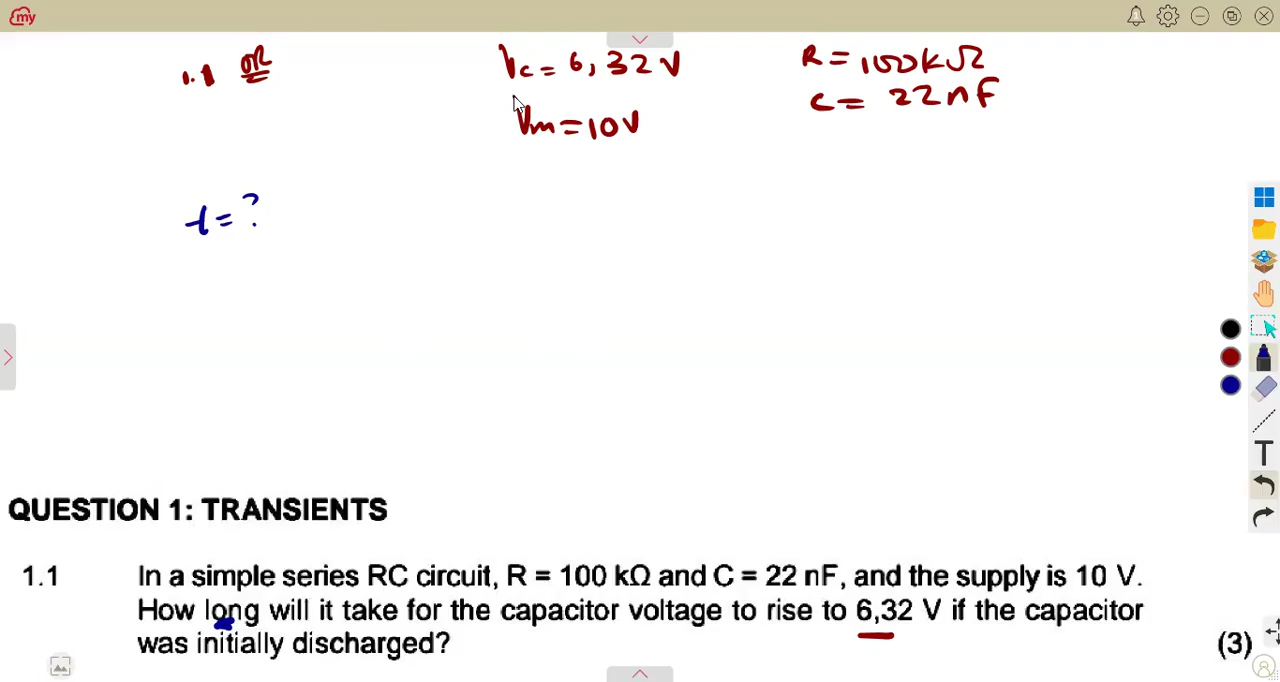 my
1.1 OR
Vc = 6,32 V
R = 100kΩ
C = 22nF
Vm = 10V
t = ?
T
QUESTION 1: TRANSIENTS
1.1 In a simple series RC circuit, R = 100 kΩ and C = 22 nF, and the supply is 10 V.
How long will it take for the capacitor voltage to rise to 6,32 V if the capacitor
was initially discharged? (3)